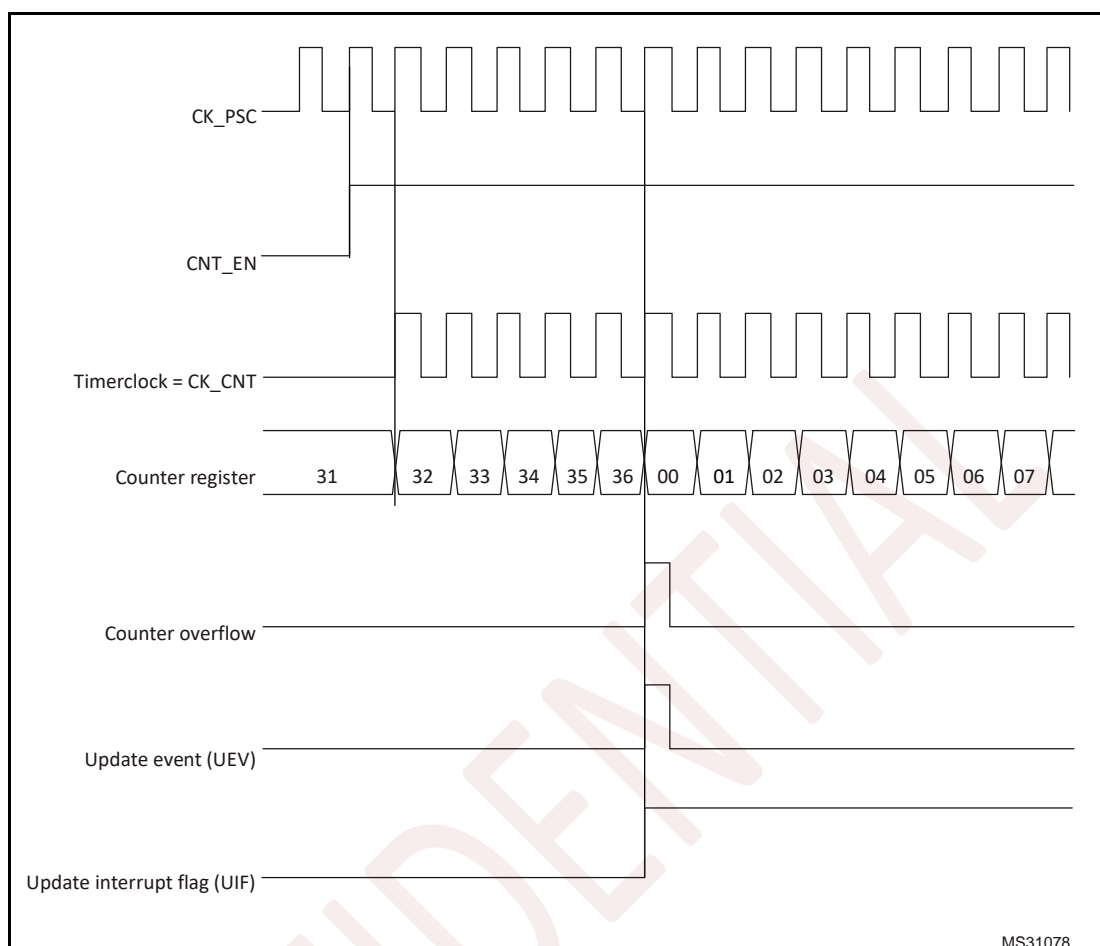 CK_PSC
CNT_EN
Timerclock = CK_CNT
Counter register 31 32 33 34 35 36 00 01 02 03 04 05 06 07
Counter overflow
Update event (UEV)
Update interrupt flag (UIF)
MS31078